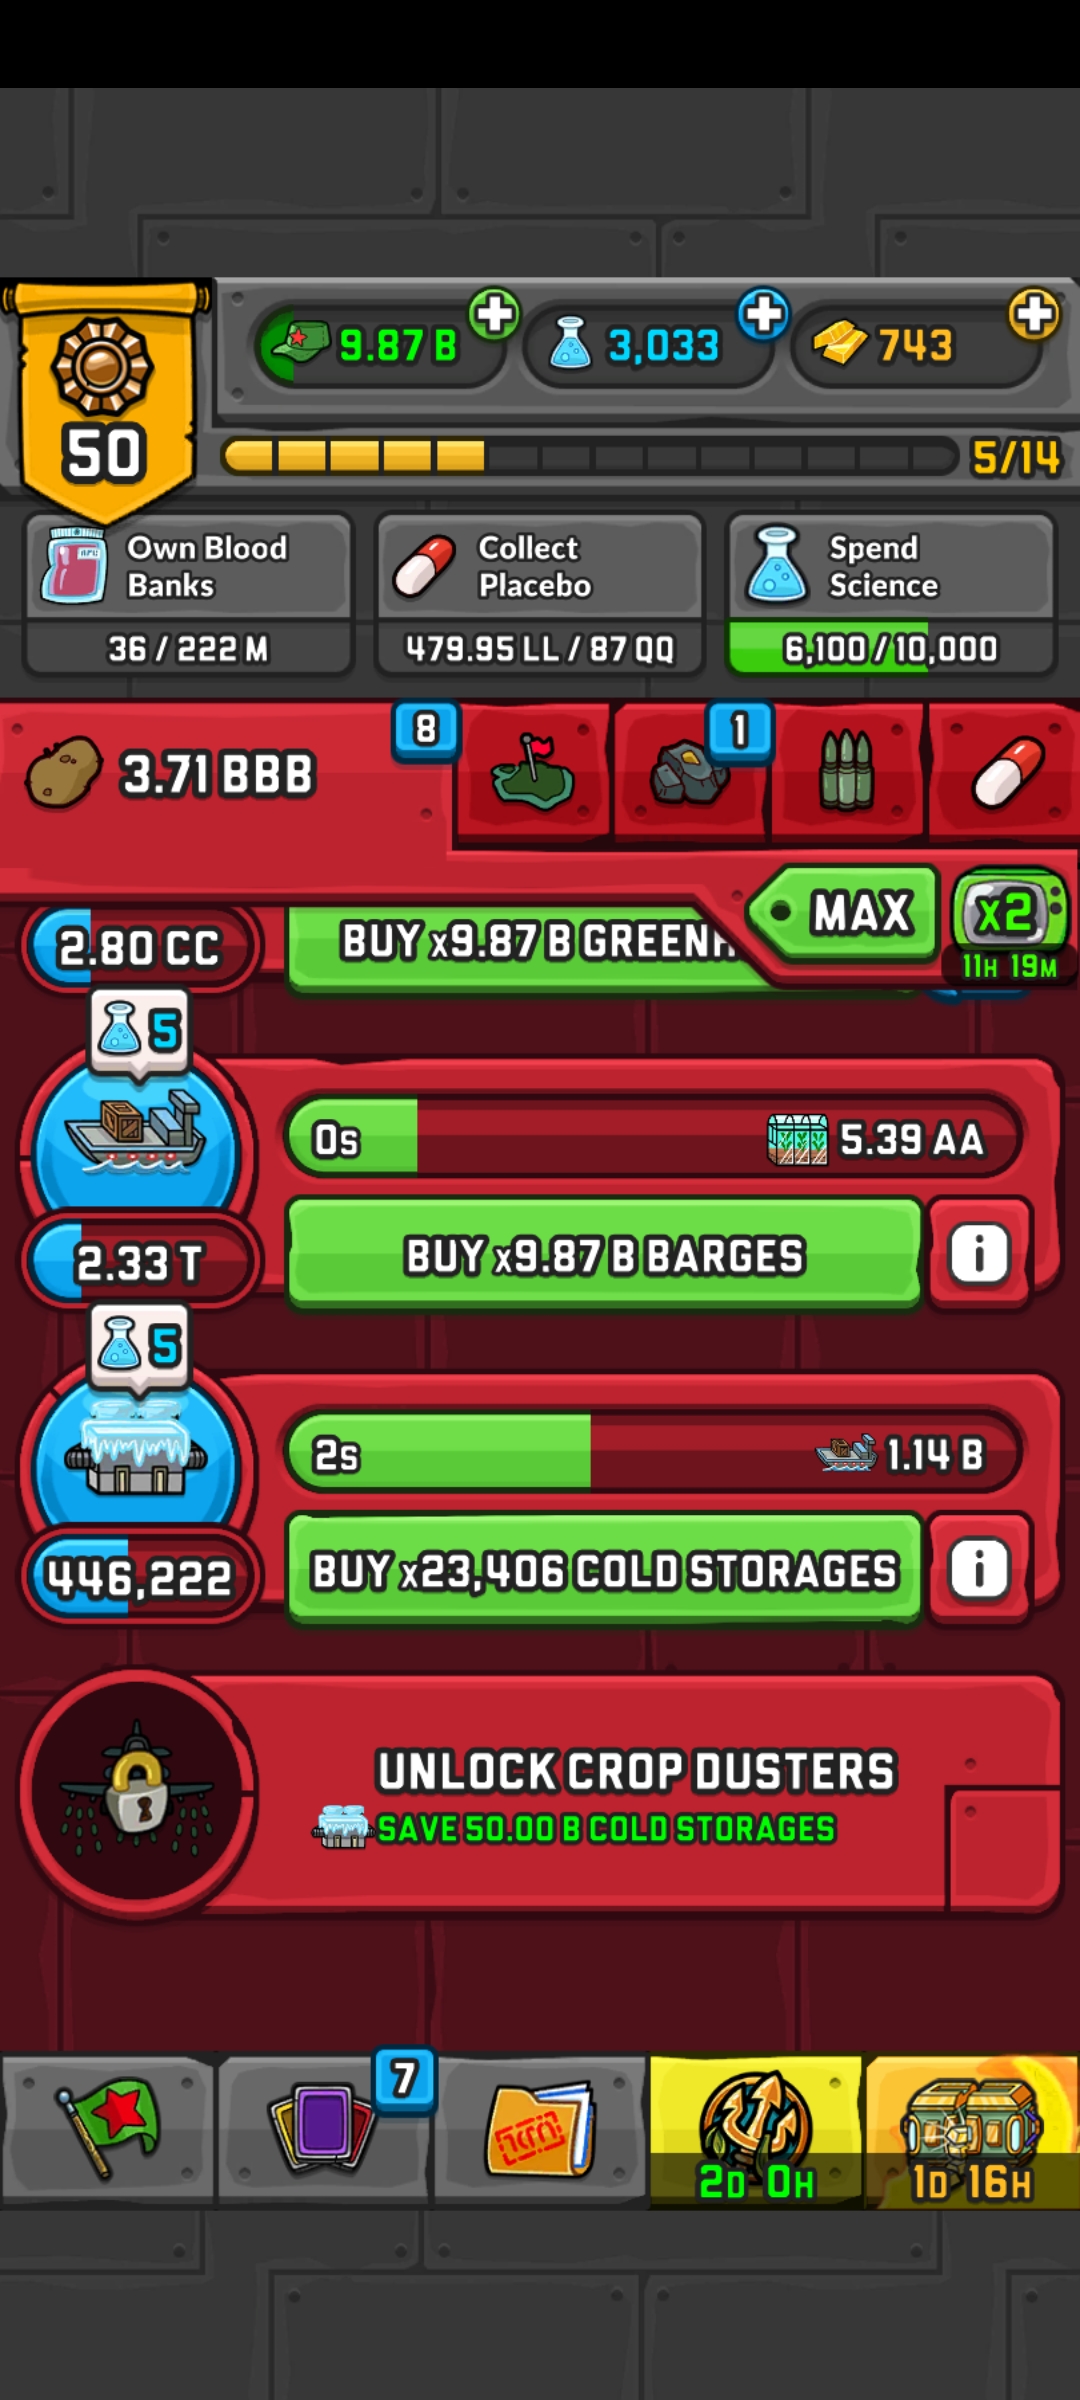 9.87 B
3,033
743
50
5/14
Own Blood
Banks
36 / 222 M
Collect
Placebo
479.95 LL / 87 QQ
Spend
Science
6,100 / 10,000
3.71 BBB
8
1
MAX
x2
11H 19M
2.80 CC
BUY x9.87 B GREENH
5
0s
5.39 AA
2.33 T
BUY x9.87 B BARGES
i
5
2s
1.14 B
446,222
BUY x23,406 COLD STORAGES
i
UNLOCK CROP DUSTERS
SAVE 50.00 B COLD STORAGES
7
2D 0H
1D 16H